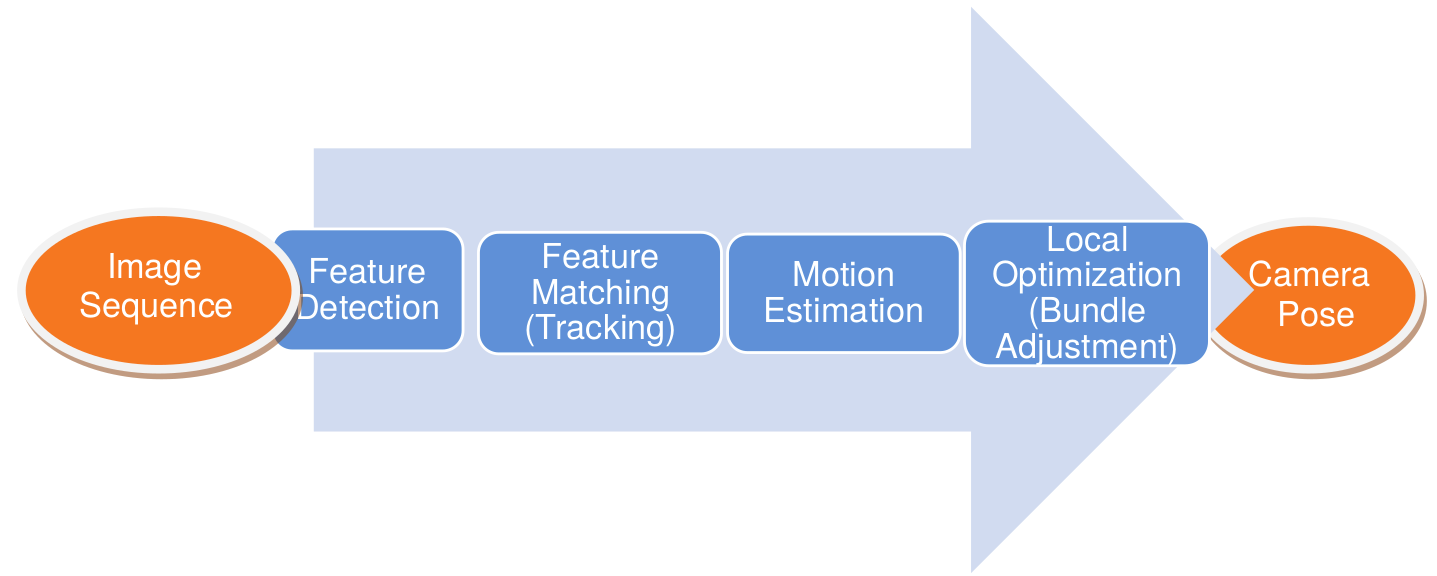 Image
Sequence
Feature
Detection
Feature
Matching
(Tracking)
Motion
Estimation
Local
Optimization
(Bundle
Adjustment)
Camera
Pose